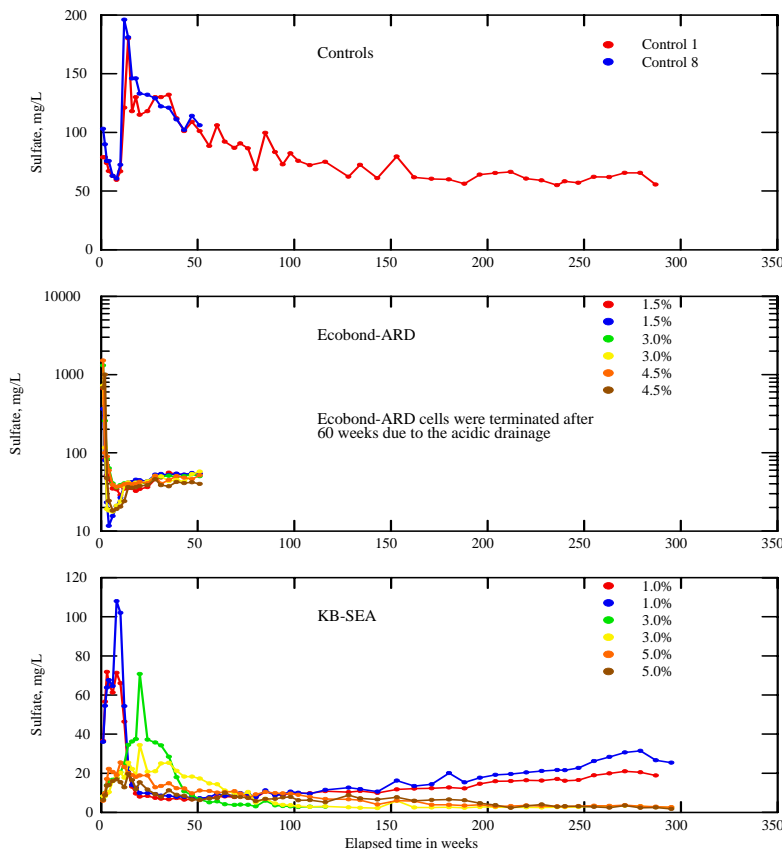 200
Controls
Control 1
Control 8
150
Sulfate, mg/L
100
50
0
0 50 100 150 200 250 300 350
10000
Ecobond-ARD
1.5%
1.5%
3.0%
3.0%
4.5%
4.5%
1000
Sulfate, mg/L
Ecobond-ARD cells were terminated after
60 weeks due to the acidic drainage
100
10
0 50 100 150 200 250 300 350
120
KB-SEA
1.0%
1.0%
3.0%
3.0%
5.0%
5.0%
100
80
Sulfate, mg/L
60
40
20
0
0 50 100 150 200 250 300 350
Elapsed time in weeks